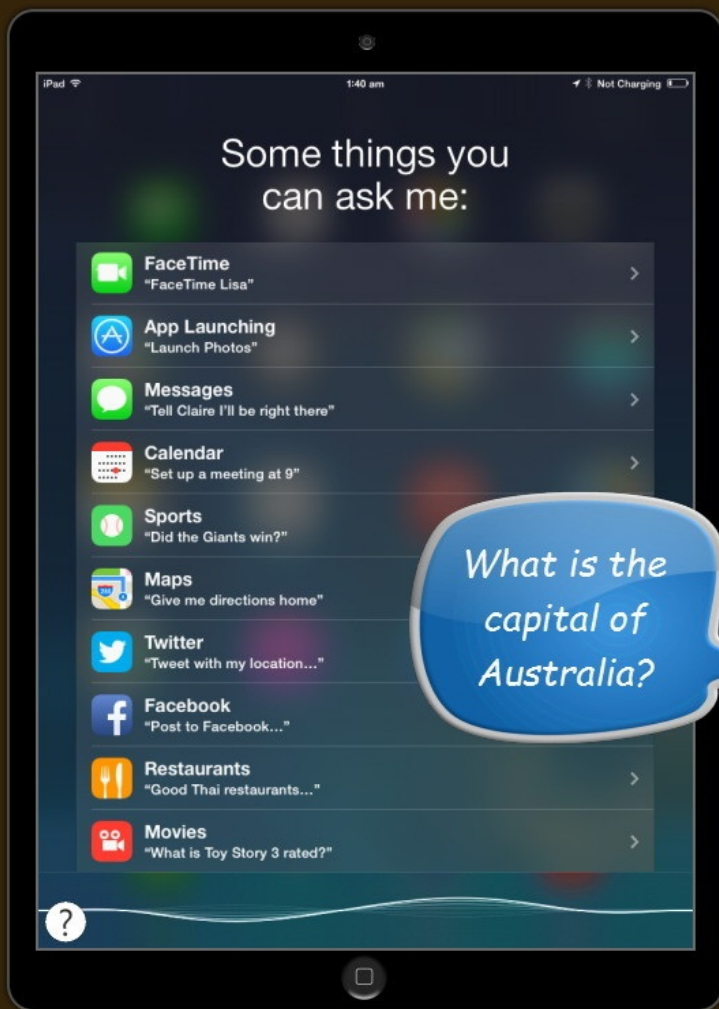 iPad
1:40 am
Not Charging
Some things you
can ask me:
FaceTime
“FaceTime Lisa”
App Launching
“Launch Photos”
Messages
“Tell Claire I’ll be right there”
Calendar
“Set up a meeting at 9”
Sports
“Did the Giants win?”
Maps
“Give me directions home”
Twitter
“Tweet with my location...”
Facebook
“Post to Facebook...”
Restaurants
“Good Thai restaurants...”
Movies
“What is Toy Story 3 rated?”
What is the
capital of
Australia?
?